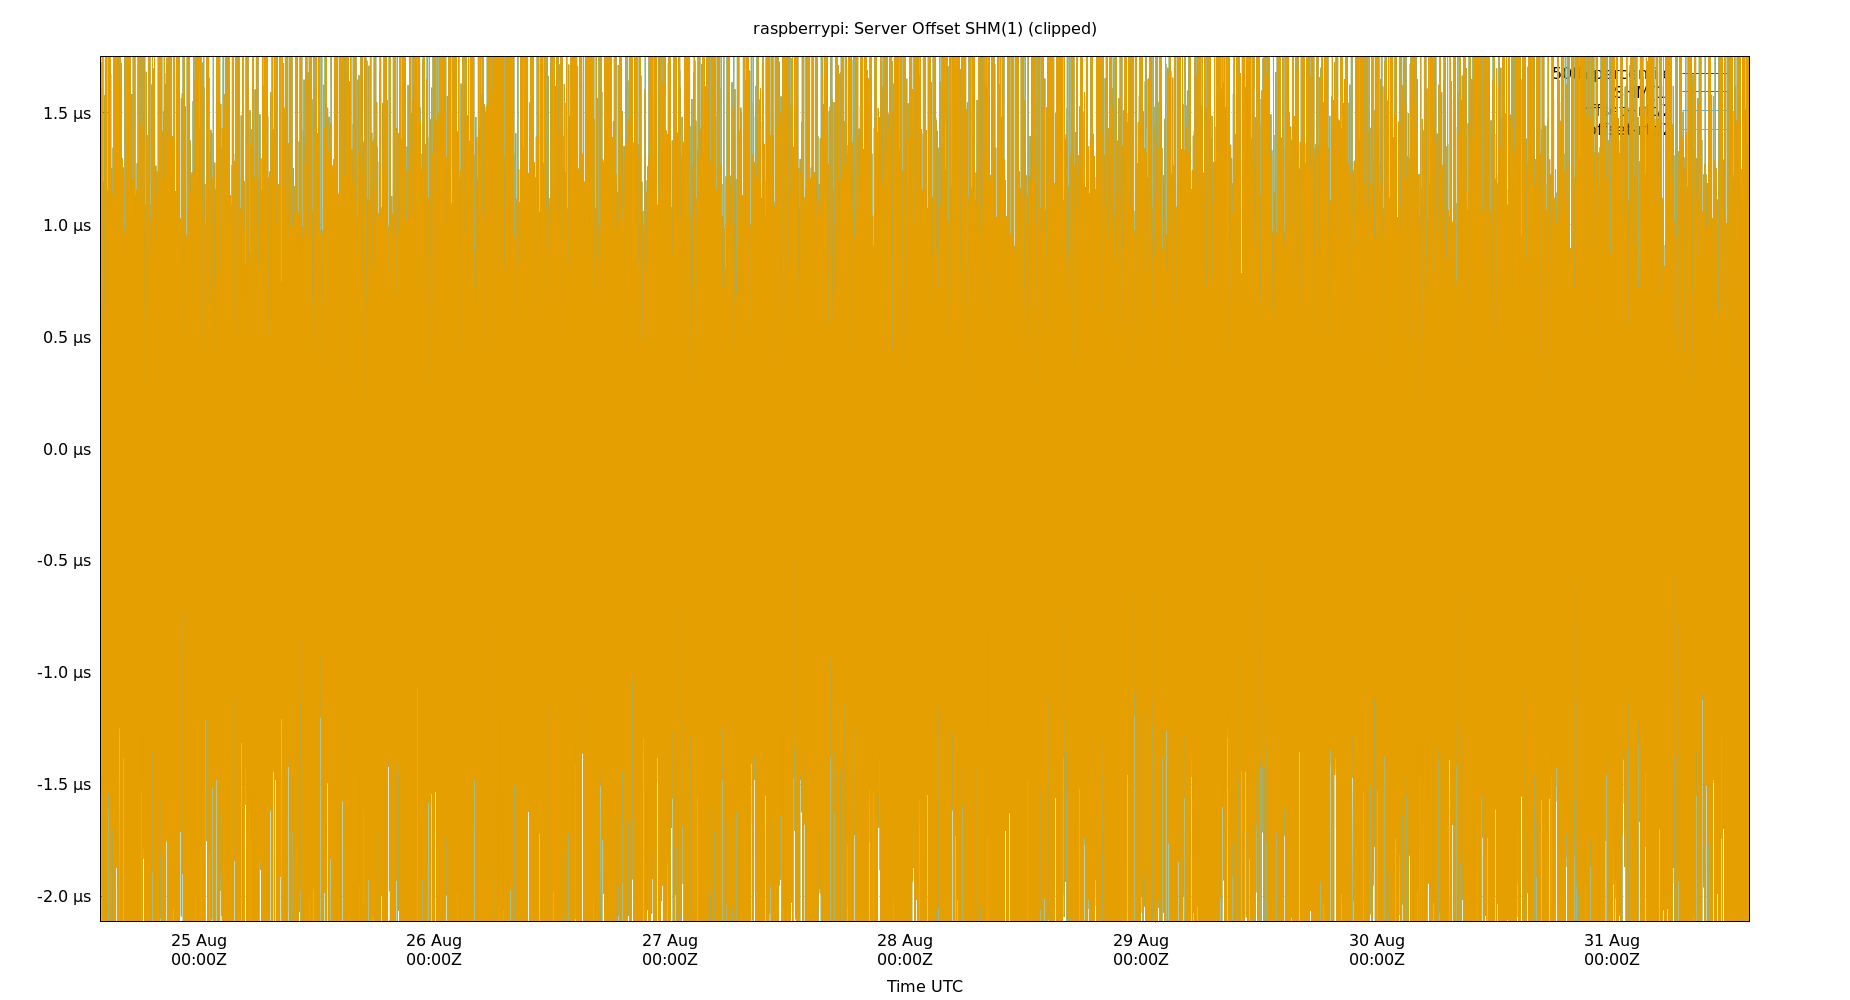 raspberrypi: Server Offset SHM(1) (clipped)
1.5 µs
1.0 µs
0.5 µs
0.0 µs
-0.5 µs
-1.0 µs
-1.5 µs
-2.0 µs
25 Aug 26 Aug 27 Aug 28 Aug 29 Aug 30 Aug 31 Aug
00:00Z 00:00Z 00:00Z 00:00Z 00:00Z 00:00Z 00:00Z
Time UTC